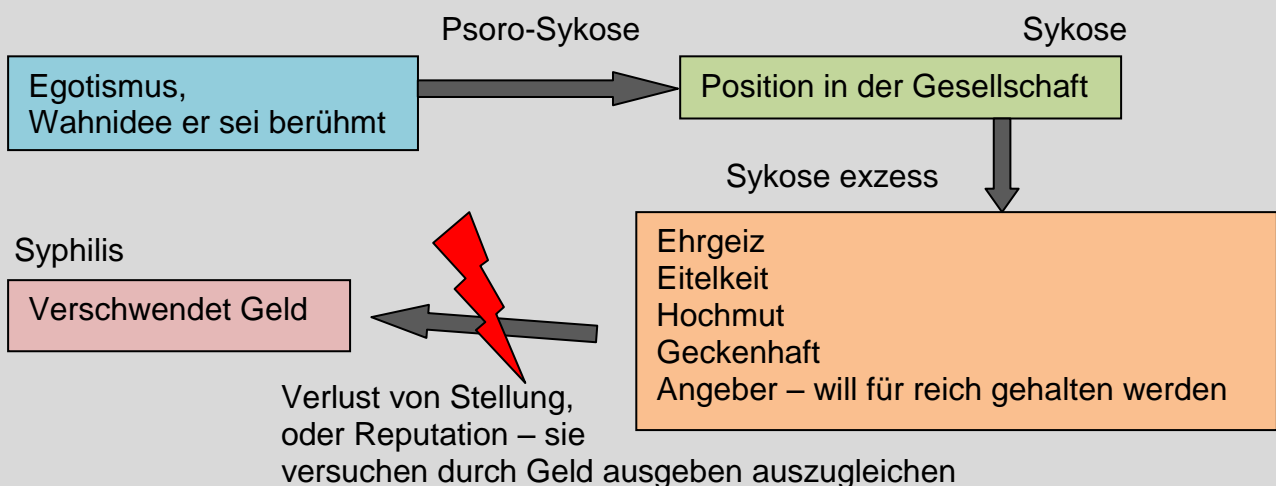 Psoro-Sykose
Sykose
Egotismus,
Wahnidee er sei berühmt
Position in der Gesellschaft
Sykose exzess
Ehrgeiz
Eitelkeit
Hochmut
Geckenhaft
Angeber – will für reich gehalten werden
Syphilis
Verschwendet Geld
Verlust von Stellung,
oder Reputation – sie
versuchen durch Geld ausgeben auszugleichen